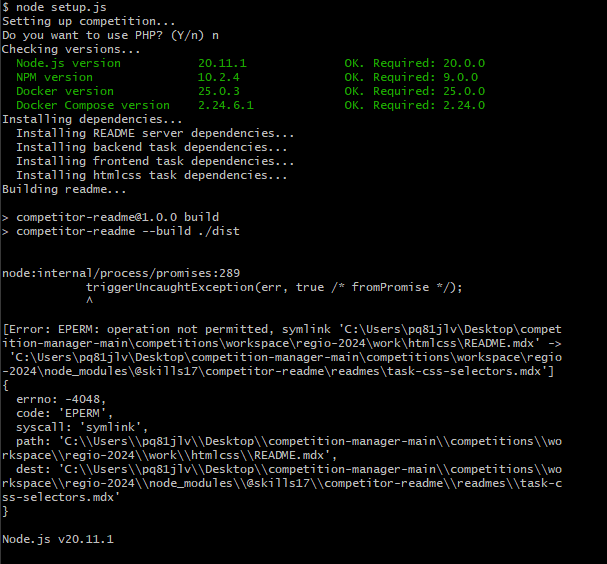 $ node setup.js
Setting up competition...
Do you want to use PHP? (Y/n) n
Checking versions...
  Node.js version           20.11.1              OK. Required: 20.0.0
  NPM version               10.2.4               OK. Required: 9.0.0
  Docker version            25.0.3               OK. Required: 25.0.0
  Docker Compose version    2.24.6.1             OK. Required: 2.24.0
Installing dependencies...
  Installing README server dependencies...
  Installing backend task dependencies...
  Installing frontend task dependencies...
  Installing htmlcss task dependencies...
Building readme...

> competitor-readme@1.0.0 build
> competitor-readme --build ./dist


node:internal/process/promises:289
            triggerUncaughtException(err, true /* fromPromise */);
            ^

[Error: EPERM: operation not permitted, symlink 'C:\Users\pq81jlv\Desktop\compet
ition-manager-main\competitions\workspace\regio-2024\work\htmlcss\README.mdx' ->
 'C:\Users\pq81jlv\Desktop\competition-manager-main\competitions\workspace\regio
-2024\node_modules\@skills17\competitor-readme\readmes\task-css-selectors.mdx']
{
  errno: -4048,
  code: 'EPERM',
  syscall: 'symlink',
  path: 'C:\\Users\\pq81jlv\\Desktop\\competition-manager-main\\competitions\\wo
rkspace\\regio-2024\\work\\htmlcss\\README.mdx',
  dest: 'C:\\Users\\pq81jlv\\Desktop\\competition-manager-main\\competitions\\wo
rkspace\\regio-2024\\node_modules\\@skills17\\competitor-readme\\readmes\\task-c
ss-selectors.mdx'
}

Node.js v20.11.1